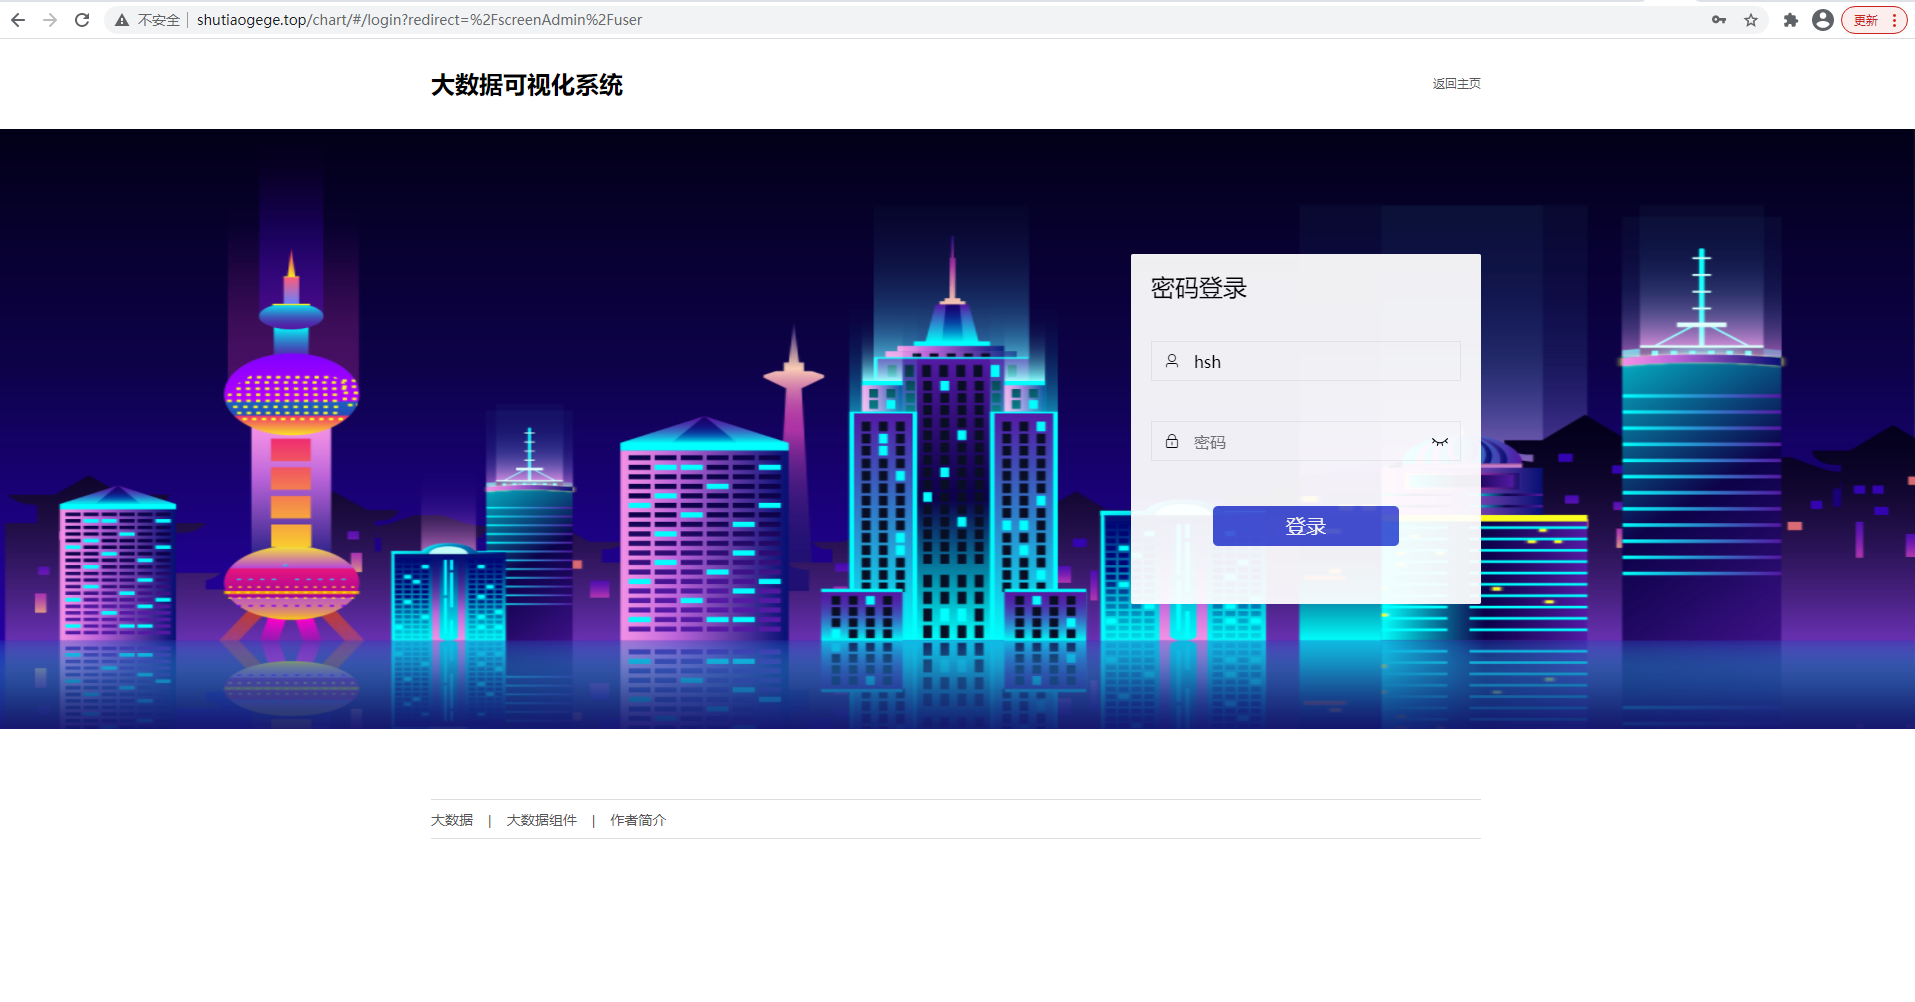 不安全 | shutiaogege.top/chart/#/login?redirect=%2FscreenAdmin%2Fuser
更新
大数据可视化系统
返回主页
密码登录
hsh
密码
登录
大数据 | 大数据组件 | 作者简介